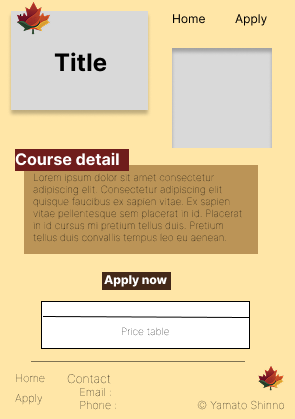 Home Apply
Title
Course detail
Lorem ipsum dolor sit amet consectetur
adipiscing elit. Consectetur adipiscing elit
quisque faucibus ex sapien vitae. Ex sapien
vitae pellentesque sem placerat in id. Placerat
in id cursus mi pretium tellus duis. Pretium
tellus duis convallis tempus leo eu aenean.
Apply now
Price table
Home Contact
Email :
Apply
Phone :
© Yamato Shinno